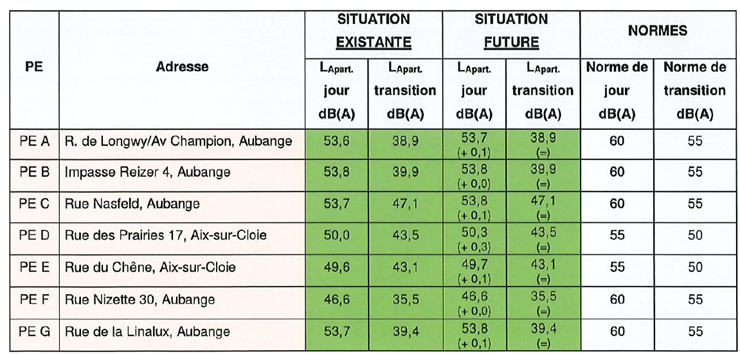 PE Adresse SITUATION EXISTANTE SITUATION FUTURE NORMES
LApart. jour dB(A) LApart. transition dB(A) LApart. jour dB(A) LApart. transition dB(A) Norme de jour dB(A) Norme de transition dB(A)
PE A R. de Longwy/Av Champion, Aubange 53,6 38,9 53,7 (+ 0,1) 38,9 (=) 60 55
PE B Impasse Reizer 4, Aubange 53,8 39,9 53,8 (+ 0,0) 39,9 (=) 60 55
PE C Rue Nasfeld, Aubange 53,7 47,1 53,8 (+ 0,1) 47,1 (=) 60 55
PE D Rue des Prairies 17, Aix-sur-Cloie 50,0 43,5 50,3 (+ 0,3) 43,5 (=) 55 50
PE E Rue du Chêne, Aix-sur-Cloie 49,6 43,1 49,7 (+ 0,1) 43,1 (=) 55 50
PE F Rue Nizette 30, Aubange 46,6 35,5 46,6 (+ 0,0) 35,5 (=) 60 55
PE G Rue de la Linalux, Aubange 53,7 39,4 53,8 (+ 0,1) 39,4 (=) 60 55